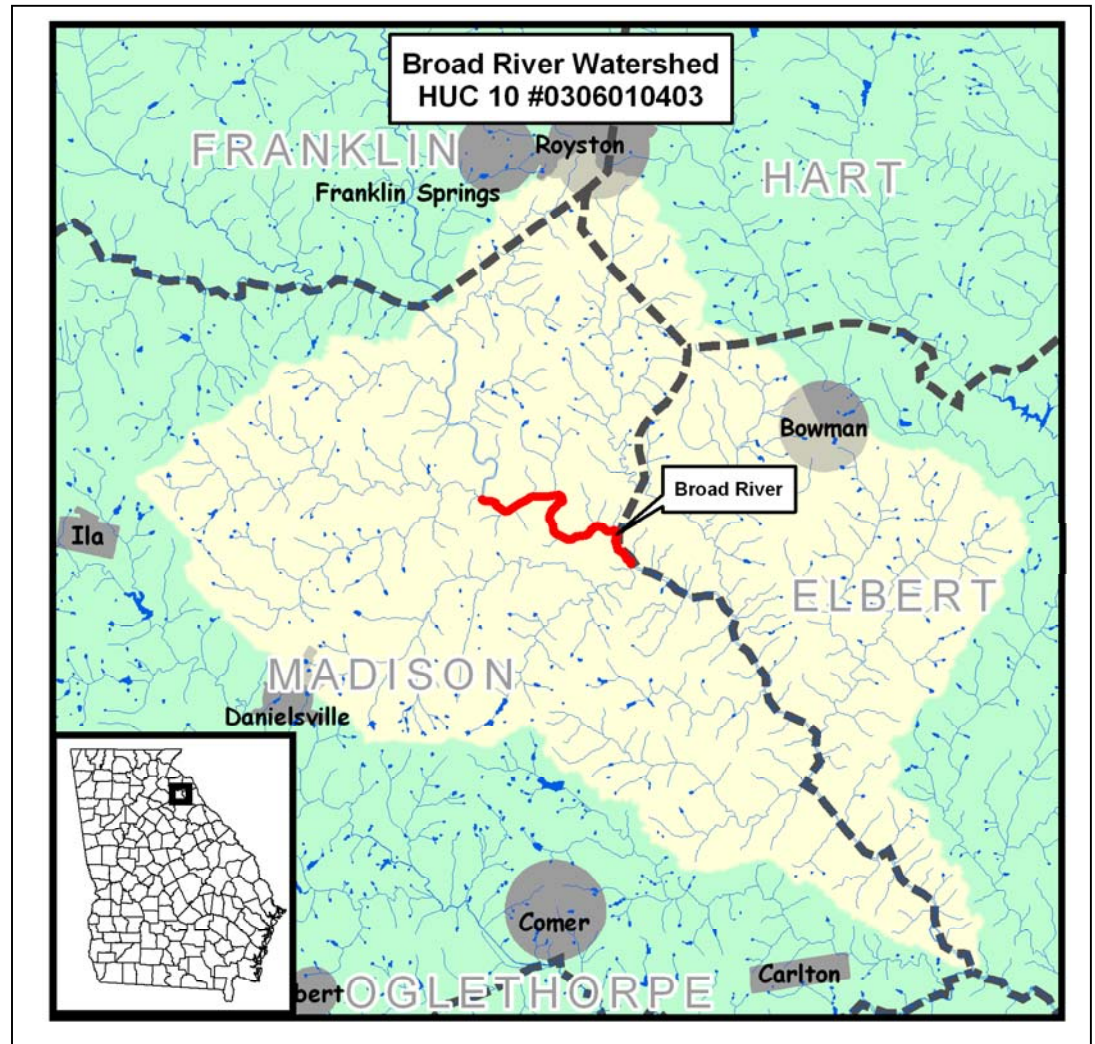 Broad River Watershed
HUC 10 #0306010403
FRANKLIN
Royston
HART
Franklin Springs
Bowman
Broad River
Ila
ELBERT
MADISON
Danielsville
Comer
Carlton
bert
OGLETHORPE